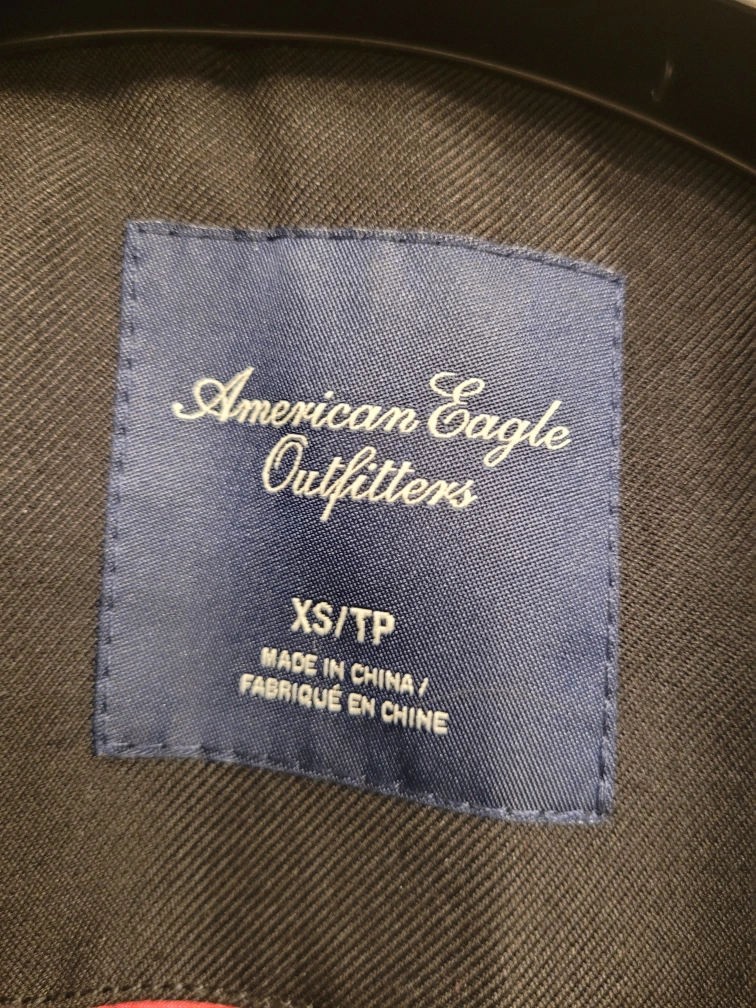 American Eagle
Outfitters
XS/TP
MADE IN CHINA/
FABRIQUÉ EN CHINE